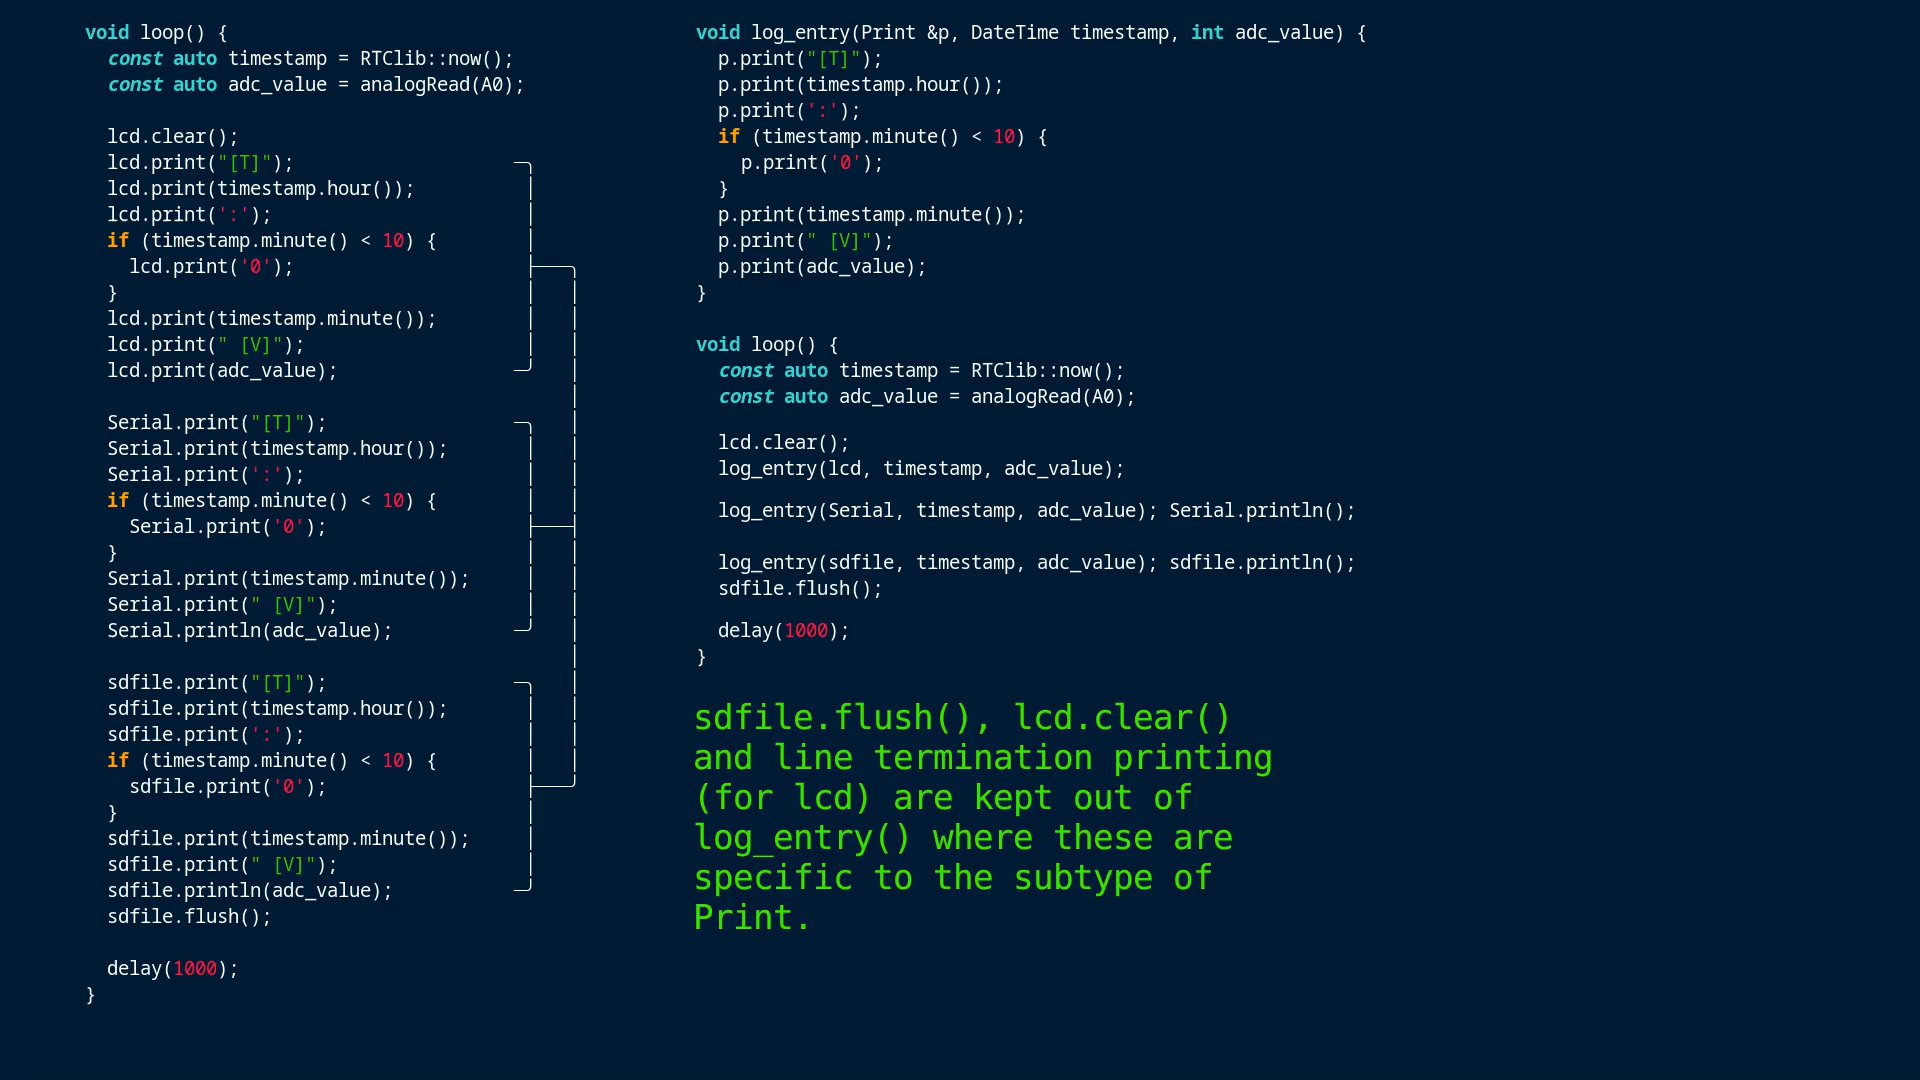 void loop() {
  const auto timestamp = RTClib::now();
  const auto adc_value = analogRead(A0);

  lcd.clear();
  lcd.print("[T]");
  lcd.print(timestamp.hour());
  lcd.print(':');
  if (timestamp.minute() < 10) {
    lcd.print('0');
  }
  lcd.print(timestamp.minute());
  lcd.print(" [V]");
  lcd.print(adc_value);

  Serial.print("[T]");
  Serial.print(timestamp.hour());
  Serial.print(':');
  if (timestamp.minute() < 10) {
    Serial.print('0');
  }
  Serial.print(timestamp.minute());
  Serial.print(" [V]");
  Serial.println(adc_value);

  sdfile.print("[T]");
  sdfile.print(timestamp.hour());
  sdfile.print(':');
  if (timestamp.minute() < 10) {
    sdfile.print('0');
  }
  sdfile.print(timestamp.minute());
  sdfile.print(" [V]");
  sdfile.println(adc_value);
  sdfile.flush();

  delay(1000);
}

void log_entry(Print &p, DateTime timestamp, int adc_value) {
  p.print("[T]");
  p.print(timestamp.hour());
  p.print(':');
  if (timestamp.minute() < 10) {
    p.print('0');
  }
  p.print(timestamp.minute());
  p.print(" [V]");
  p.print(adc_value);
}

void loop() {
  const auto timestamp = RTClib::now();
  const auto adc_value = analogRead(A0);

  lcd.clear();
  log_entry(lcd, timestamp, adc_value);

  log_entry(Serial, timestamp, adc_value); Serial.println();

  log_entry(sdfile, timestamp, adc_value); sdfile.println();
  sdfile.flush();

  delay(1000);
}

sdfile.flush(), lcd.clear()
and line termination printing
(for lcd) are kept out of
log_entry() where these are
specific to the subtype of
Print.